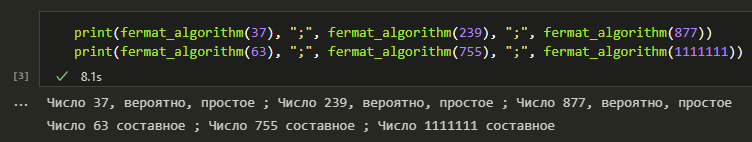 print(fermat_algorithm(37), ";", fermat_algorithm(239), ";", fermat_algorithm(877))
print(fermat_algorithm(63), ";", fermat_algorithm(755), ";", fermat_algorithm(1111111))
[3] ✓ 8.1s
... Число 37, вероятно, простое ; Число 239, вероятно, простое ; Число 877, вероятно, простое
Число 63 составное ; Число 755 составное ; Число 1111111 составное